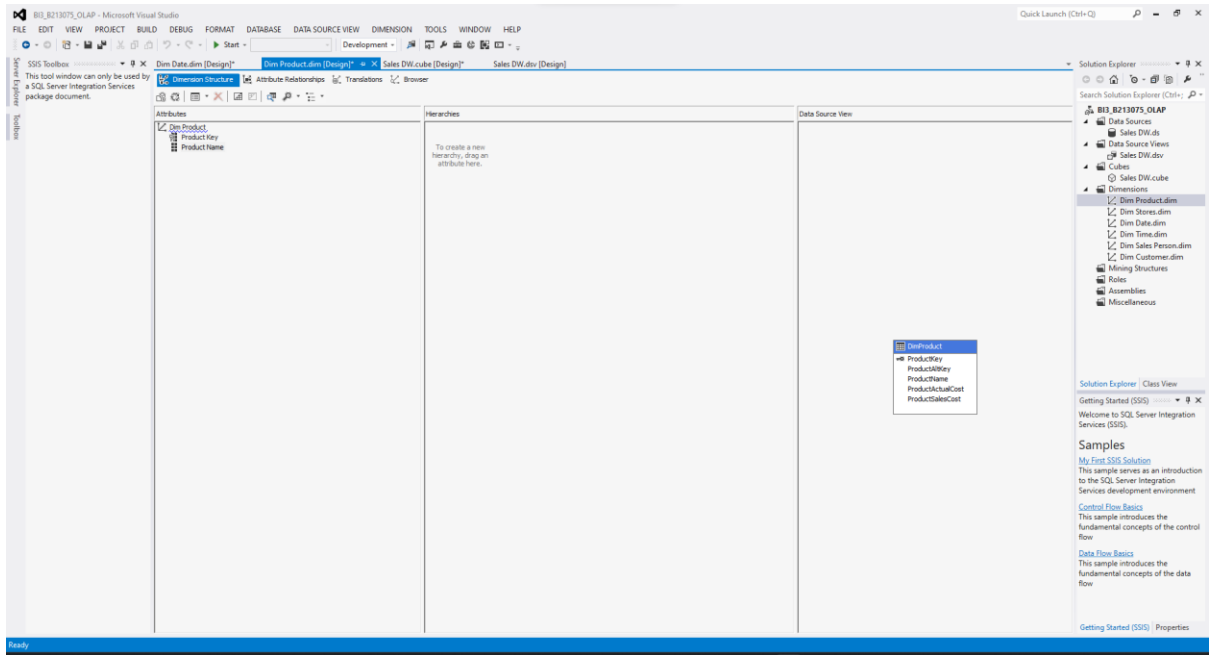 BI3_B213075_OLAP - Microsoft Visual Studio
Quick Launch (Ctrl+Q)
FILE EDIT VIEW PROJECT BUILD DEBUG FORMAT DATABASE DATA SOURCE VIEW DIMENSION TOOLS WINDOW HELP
Start
Development
Server Explorer
Toolbox
SSIS Toolbox
This tool window can only be used by
a SQL Server Integration Services
package document.
Dim Date.dim [Design]* Dim Product.dim [Design]* Sales DW.cube [Design]* Sales DW.dsv [Design]
Dimension Structure Attribute Relationships Translations Browser
Attributes
Dim Product
Product Key
Product Name
Hierarchies
To create a new
hierarchy, drag an
attribute here.
Data Source View
DimProduct
ProductKey
ProductAltKey
ProductName
ProductActualCost
ProductSalesCost
Solution Explorer
Search Solution Explorer (Ctrl+;
BI3_B213075_OLAP
Data Sources
Sales DW.ds
Data Source Views
Sales DW.dsv
Cubes
Sales DW.cube
Dimensions
Dim Product.dim
Dim Stores.dim
Dim Date.dim
Dim Time.dim
Dim Sales Person.dim
Dim Customer.dim
Mining Structures
Roles
Assemblies
Miscellaneous
Solution Explorer Class View
Getting Started (SSIS)
Welcome to SQL Server Integration
Services (SSIS).
Samples
My First SSIS Solution
This sample serves as an introduction
to the SQL Server Integration
Services development environment
Control Flow Basics
This sample introduces the
fundamental concepts of the control
flow
Data Flow Basics
This sample introduces the
fundamental concepts of the data
flow
Getting Started (SSIS) Properties
Ready